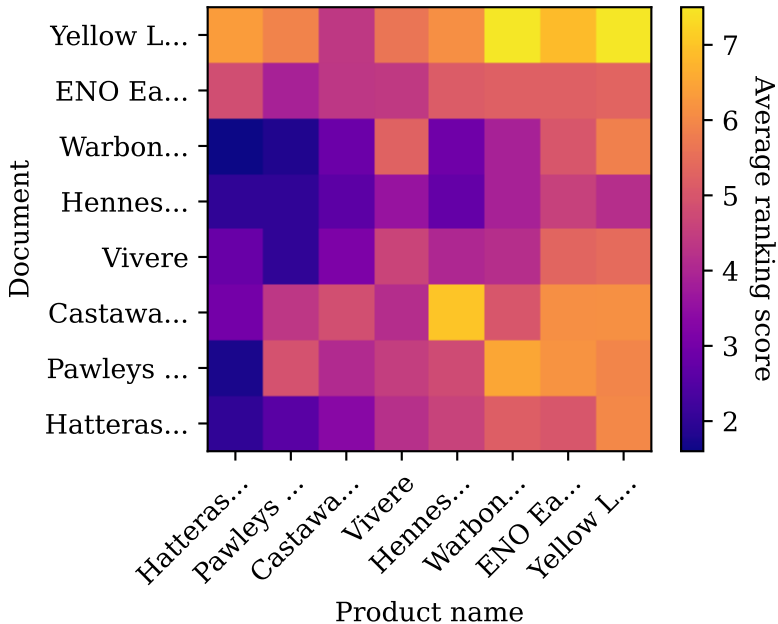 Yellow L...
ENO Ea...
Warbon...
Hennes...
Vivere
Castawa...
Pawleys ...
Hatteras...
Document
Hatteras...
Pawleys ...
Castawa...
Vivere
Hennes...
Warbon...
ENO Ea...
Yellow L...
Product name
7
6
5
4
3
2
Average ranking score